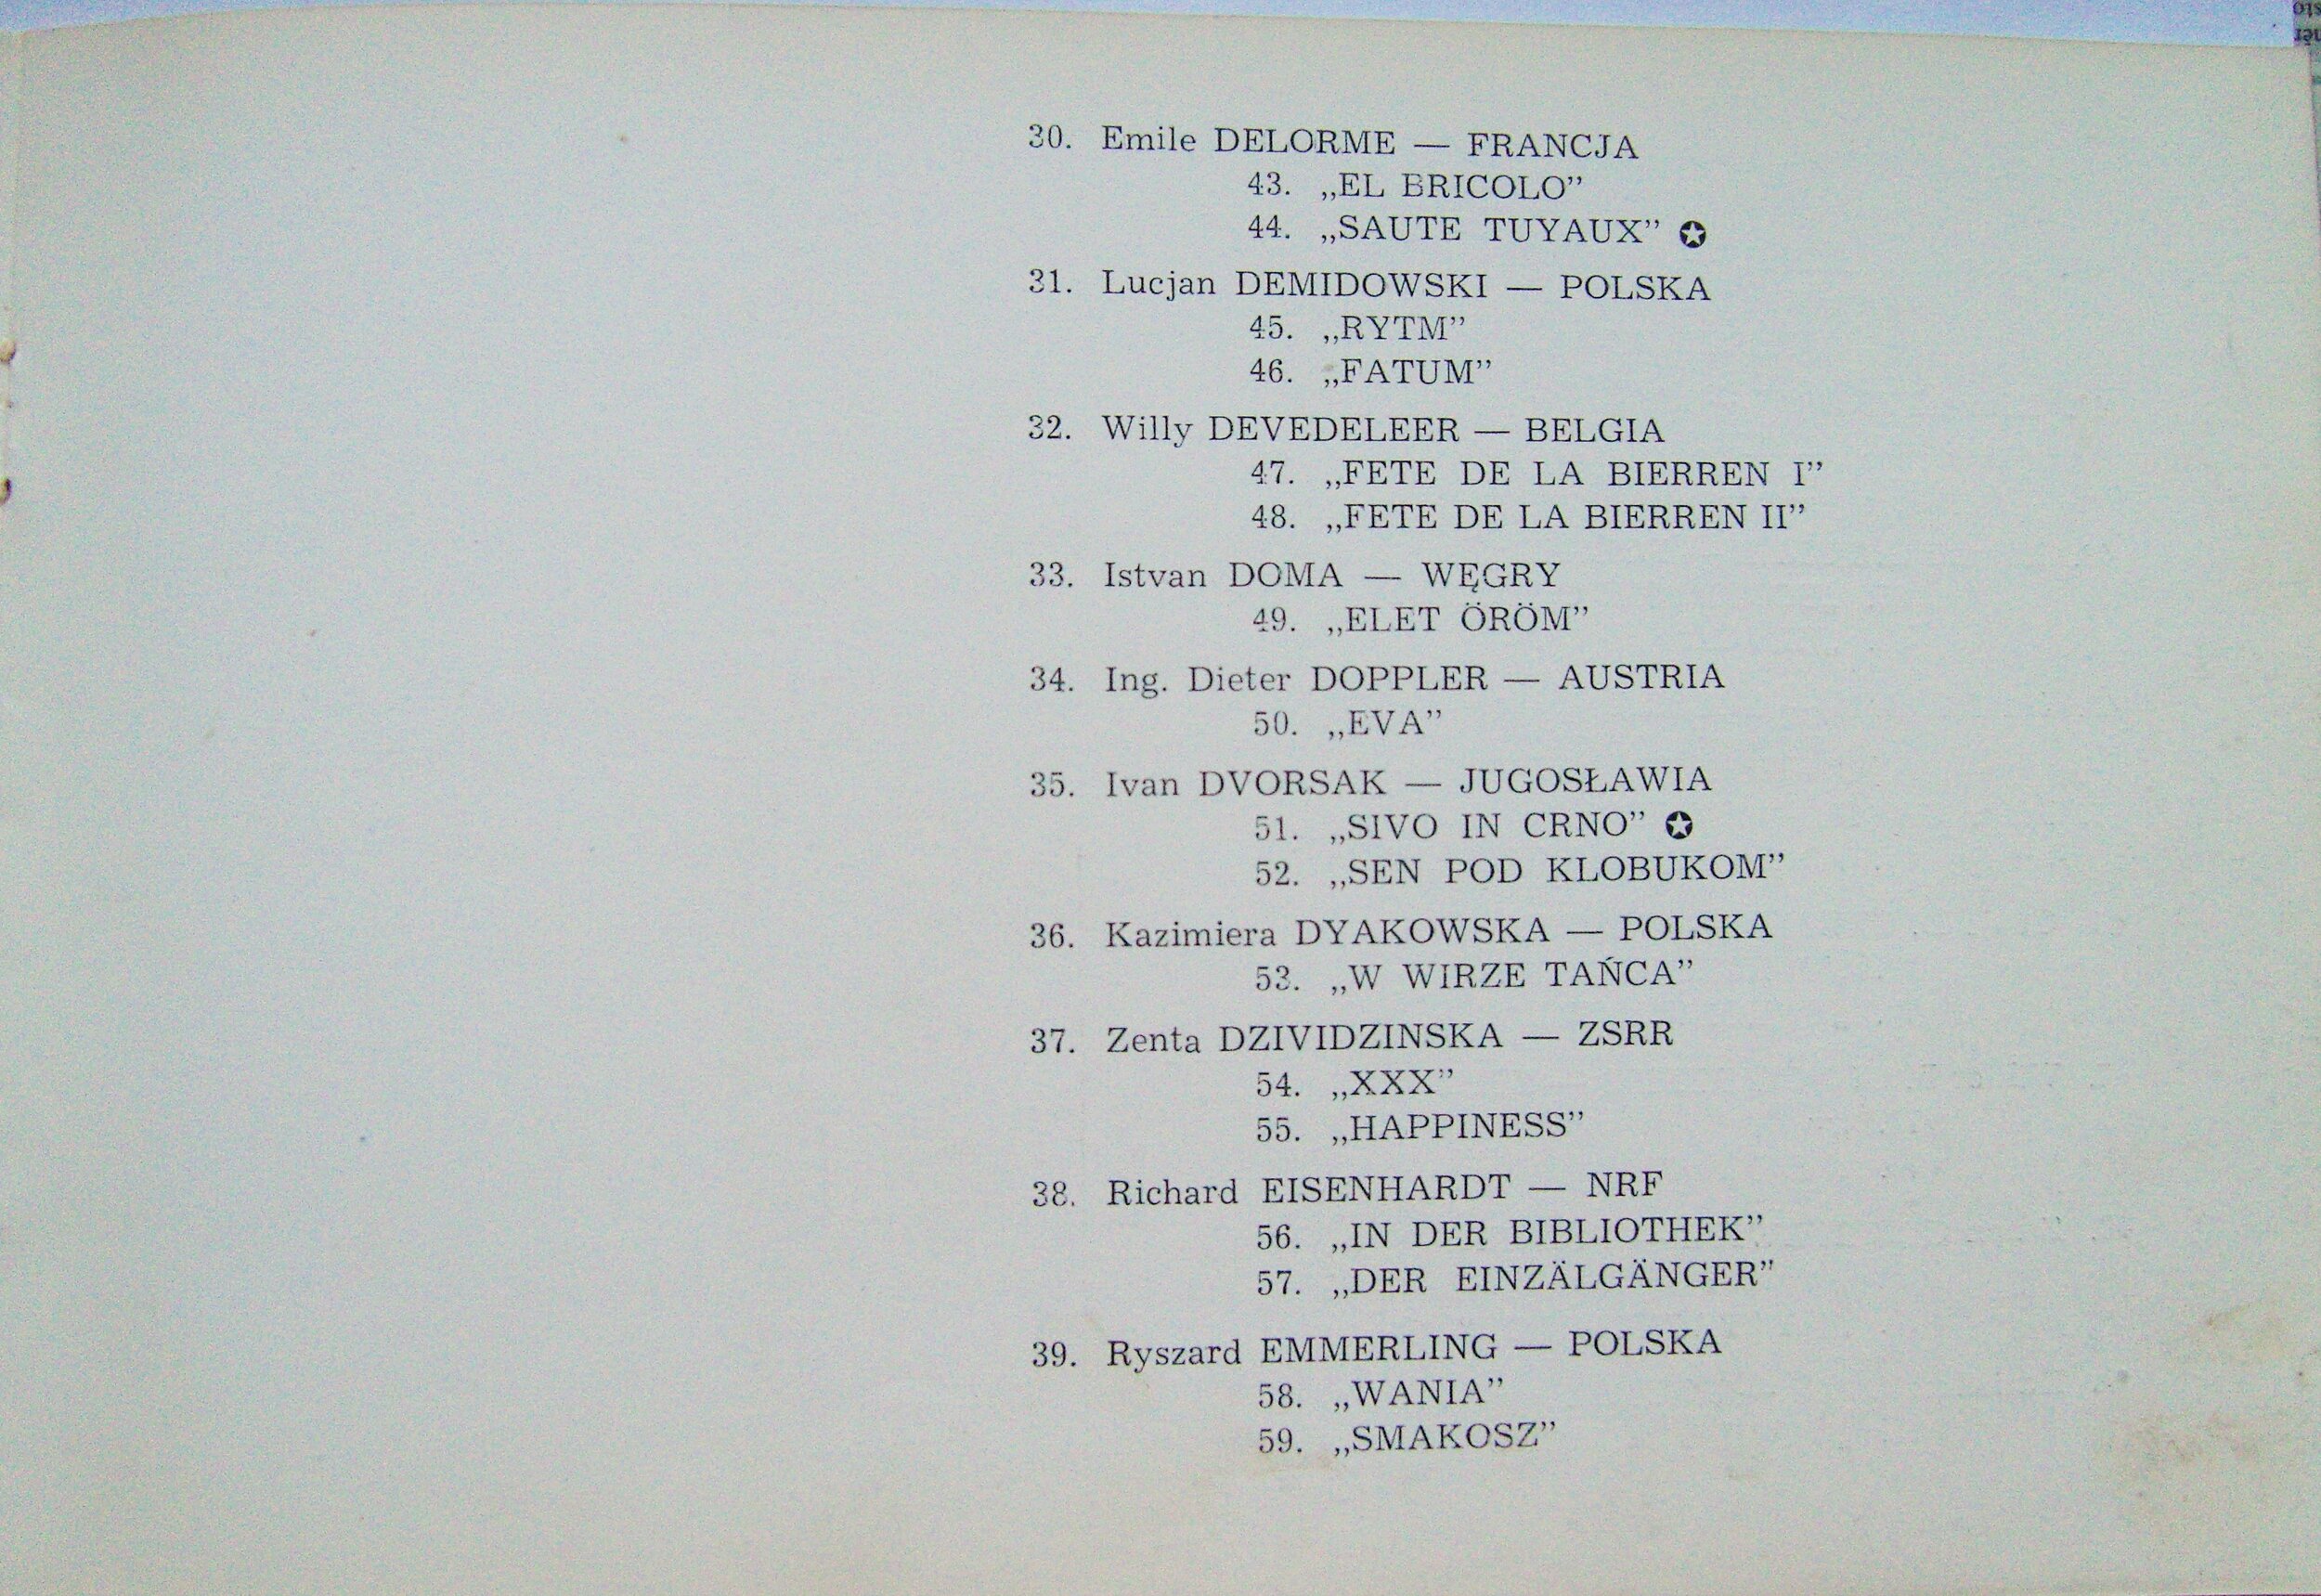 30. Emile DELORME — FRANCJA
43. „EL BRICOLO”
44. „SAUTE TUYAUX” ✪
31. Lucjan DEMIDOWSKI — POLSKA
45. „RYTM”
46. „FATUM”
32. Willy DEVEDELEER — BELGIA
47. „FETE DE LA BIERREN I”
48. „FETE DE LA BIERREN II”
33. Istvan DOMA — WĘGRY
49. „ELET ÖRÖM”
34. Ing. Dieter DOPPLER — AUSTRIA
50. „EVA”
35. Ivan DVORSAK — JUGOSŁAWIA
51. „SIVO IN CRNO” ✪
52. „SEN POD KLOBUKOM”
36. Kazimiera DYAKOWSKA — POLSKA
53. „W WIRZE TAŃCA”
37. Zenta DZIVIDZINSKA — ZSRR
54. „XXX”
55. „HAPPINESS”
38. Richard EISENHARDT — NRF
56. „IN DER BIBLIOTHEK”
57. „DER EINZÄLGÄNGER”
39. Ryszard EMMERLING — POLSKA
58. „WANIA”
59. „SMAKOSZ”